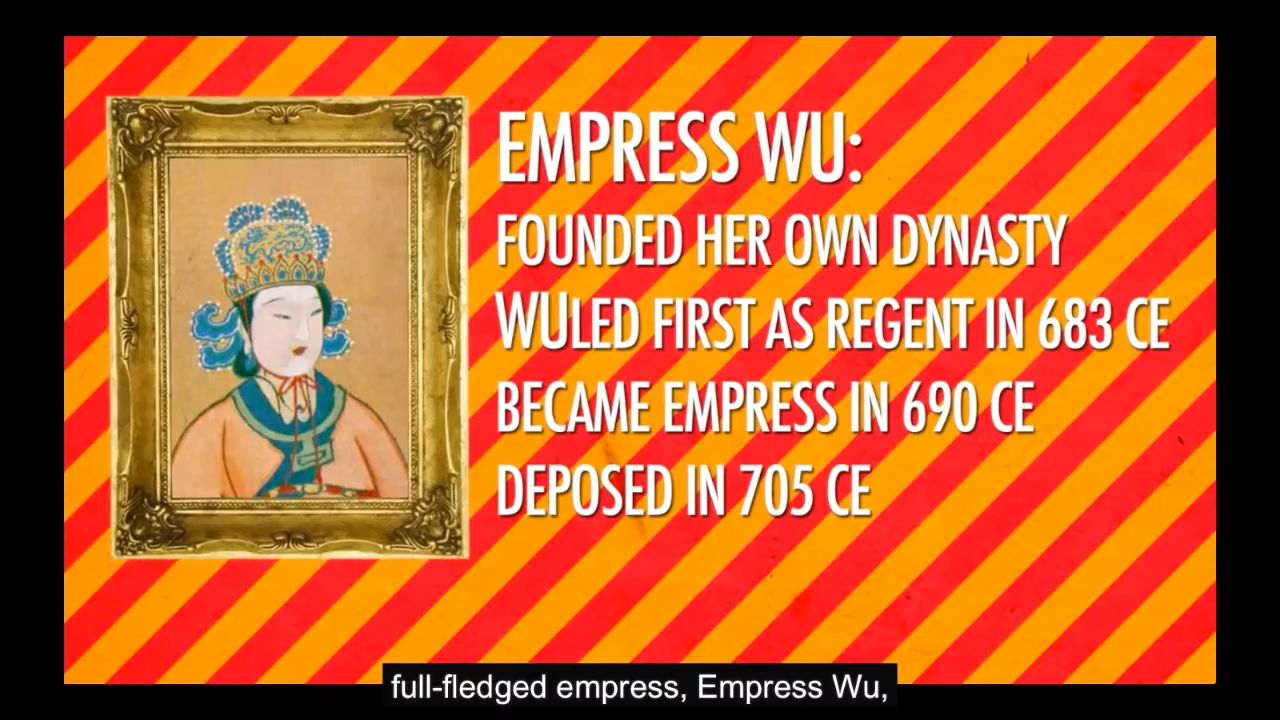 EMPRESS WU:
FOUNDED HER OWN DYNASTY
WULED FIRST AS REGENT IN 683 CE
BECAME EMPRESS IN 690 CE
DEPOSED IN 705 CE
full-fledged empress, Empress Wu,